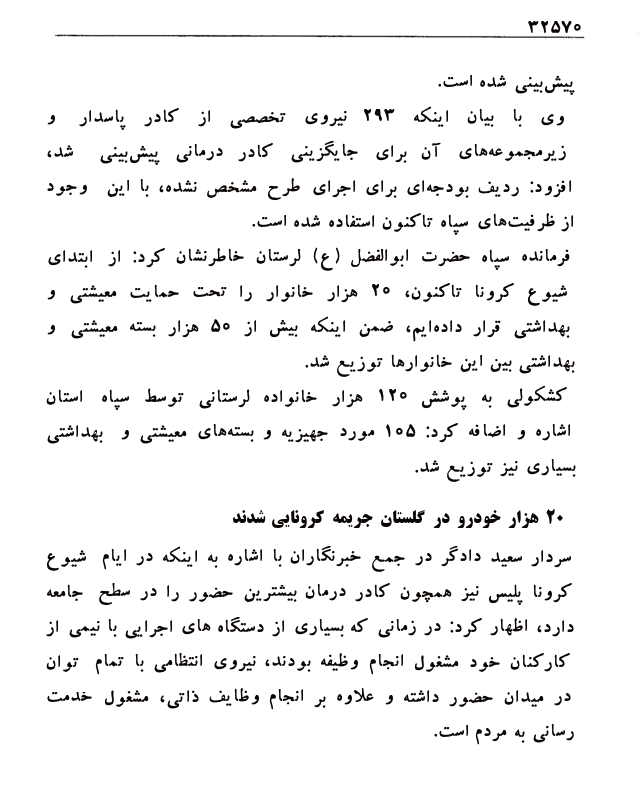 ۳۲۵۷۰
پیش‌بینی شده است.
وی با بیان اینکه ۲۹۳ نیروی تخصصی از کادر پاسدار و
زیرمجموعه‌های آن برای جایگزینی کادر درمانی پیش‌بینی شد،
افزود: ردیف بودجه‌ای برای اجرای طرح مشخص نشده، با این وجود
از ظرفیت‌های سپاه تاکنون استفاده شده است.
فرمانده سپاه حضرت ابوالفضل (ع) لرستان خاطرنشان کرد: از ابتدای
شیوع کرونا تاکنون، ۲۰ هزار خانوار را تحت حمایت معیشتی و
بهداشتی قرار داده‌ایم، ضمن اینکه بیش از ۵۰ هزار بسته معیشتی و
بهداشتی بین این خانوارها توزیع شد.
کشکولی به پوشش ۱۲۰ هزار خانواده لرستانی توسط سپاه استان
اشاره و اضافه کرد: ۱۰۵ مورد جهیزیه و بسته‌های معیشتی و بهداشتی
بسیاری نیز توزیع شد.
۲۰ هزار خودرو در گلستان جریمه کرونایی شدند
سردار سعید دادگر در جمع خبرنگاران با اشاره به اینکه در ایام شیوع
کرونا پلیس نیز همچون کادر درمان بیشترین حضور را در سطح جامعه
دارد، اظهار کرد: در زمانی که بسیاری از دستگاه های اجرایی با نیمی از
کارکنان خود مشغول انجام وظیفه بودند، نیروی انتظامی با تمام توان
در میدان حضور داشته و علاوه بر انجام وظایف ذاتی، مشغول خدمت
رسانی به مردم است.